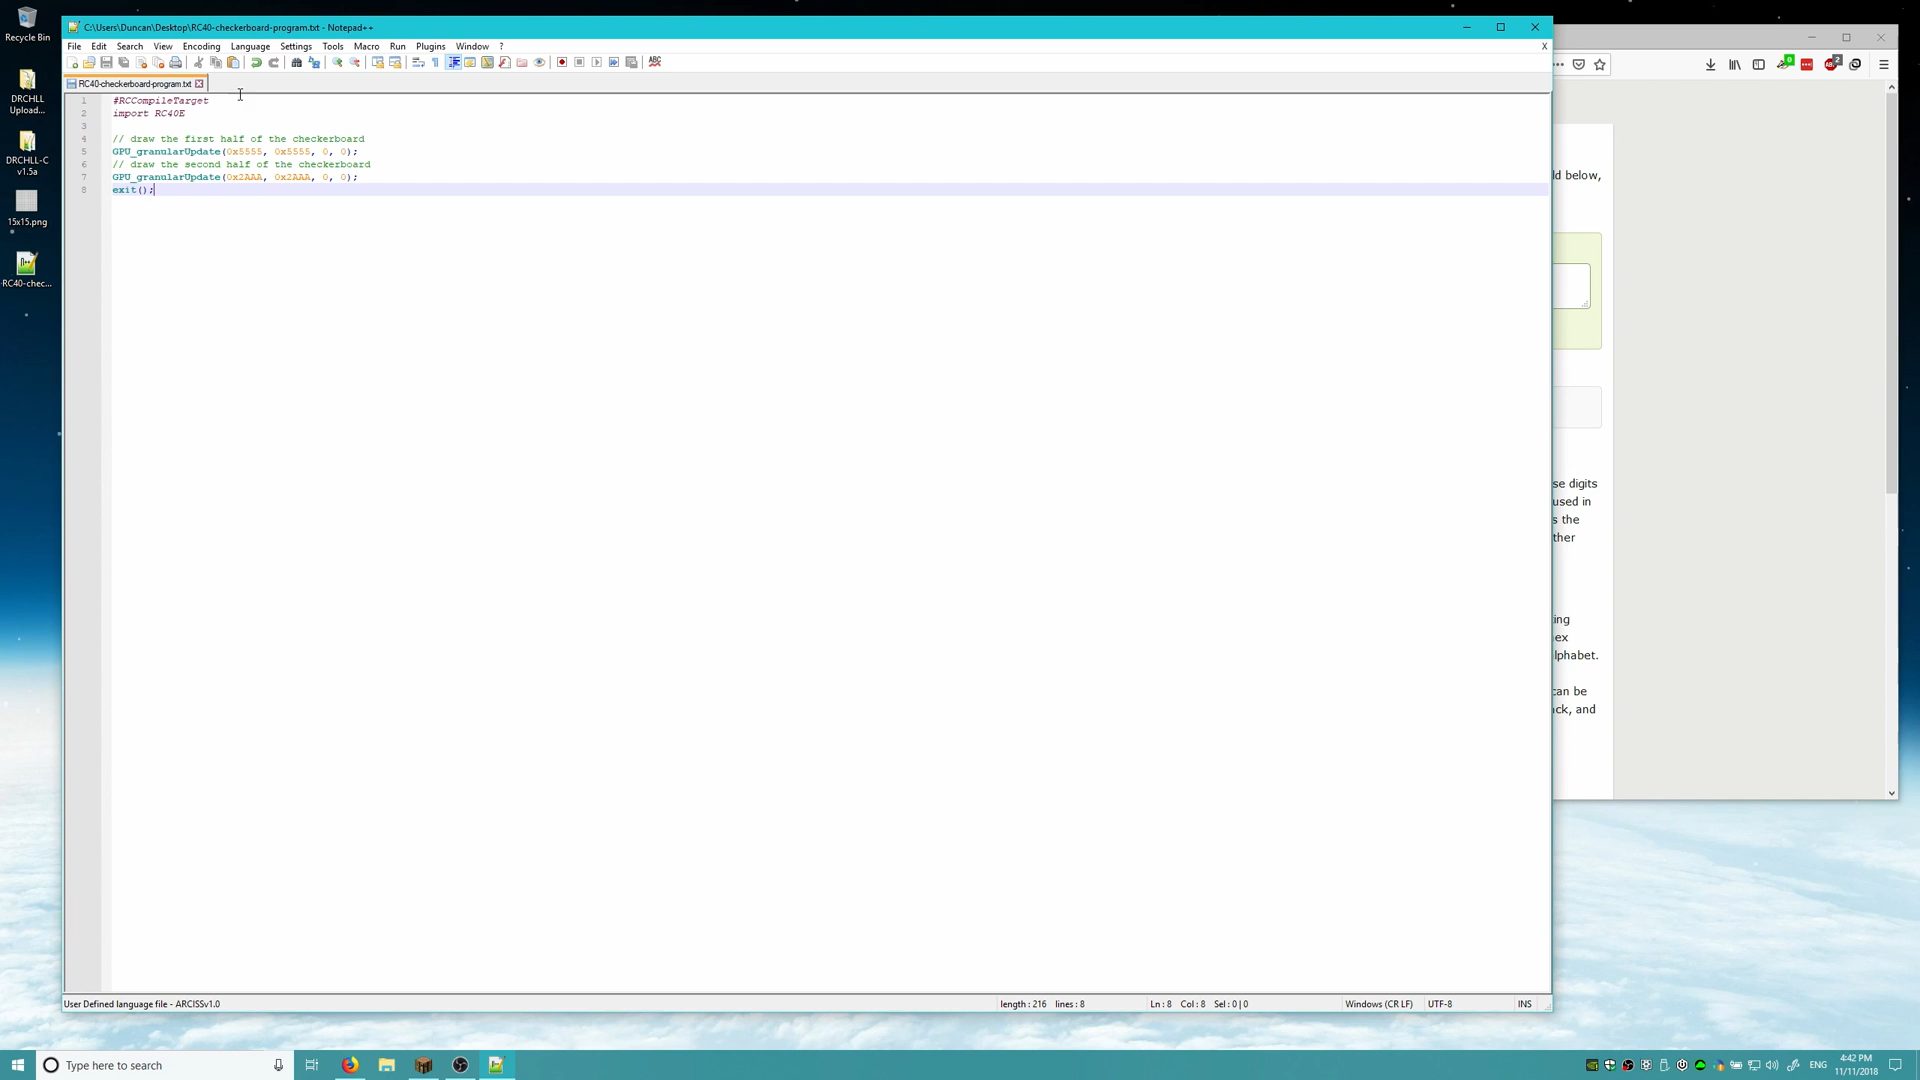 Recycle Bin
DRCHLL
Upload...
DRCHLL-C
v1.5a
15x15.png
RC40-chec...
C:\Users\Duncan\Desktop\RC40-checkerboard-program.txt - Notepad++
File Edit Search View Encoding Language Settings Tools Macro Run Plugins Window ?
X
ABC
RC40-checkerboard-program.txt
1 #RCCompileTarget
2 import RC40E
3
4 // draw the first half of the checkerboard
5 GPU_granularUpdate(0x5555, 0x5555, 0, 0);
6 // draw the second half of the checkerboard
7 GPU_granularUpdate(0x2AAA, 0x2AAA, 0, 0);
8 exit();
0
2
ld below,
se digits
used in
s the
ther
ing
ex
lphabet.
can be
ack, and
User Defined language file - ARCISSv1.0
length : 216 lines : 8
Ln : 8 Col : 8 Sel : 0 | 0
Windows (CR LF)
UTF-8
INS
Type here to search
ENG
4:42 PM
11/11/2018